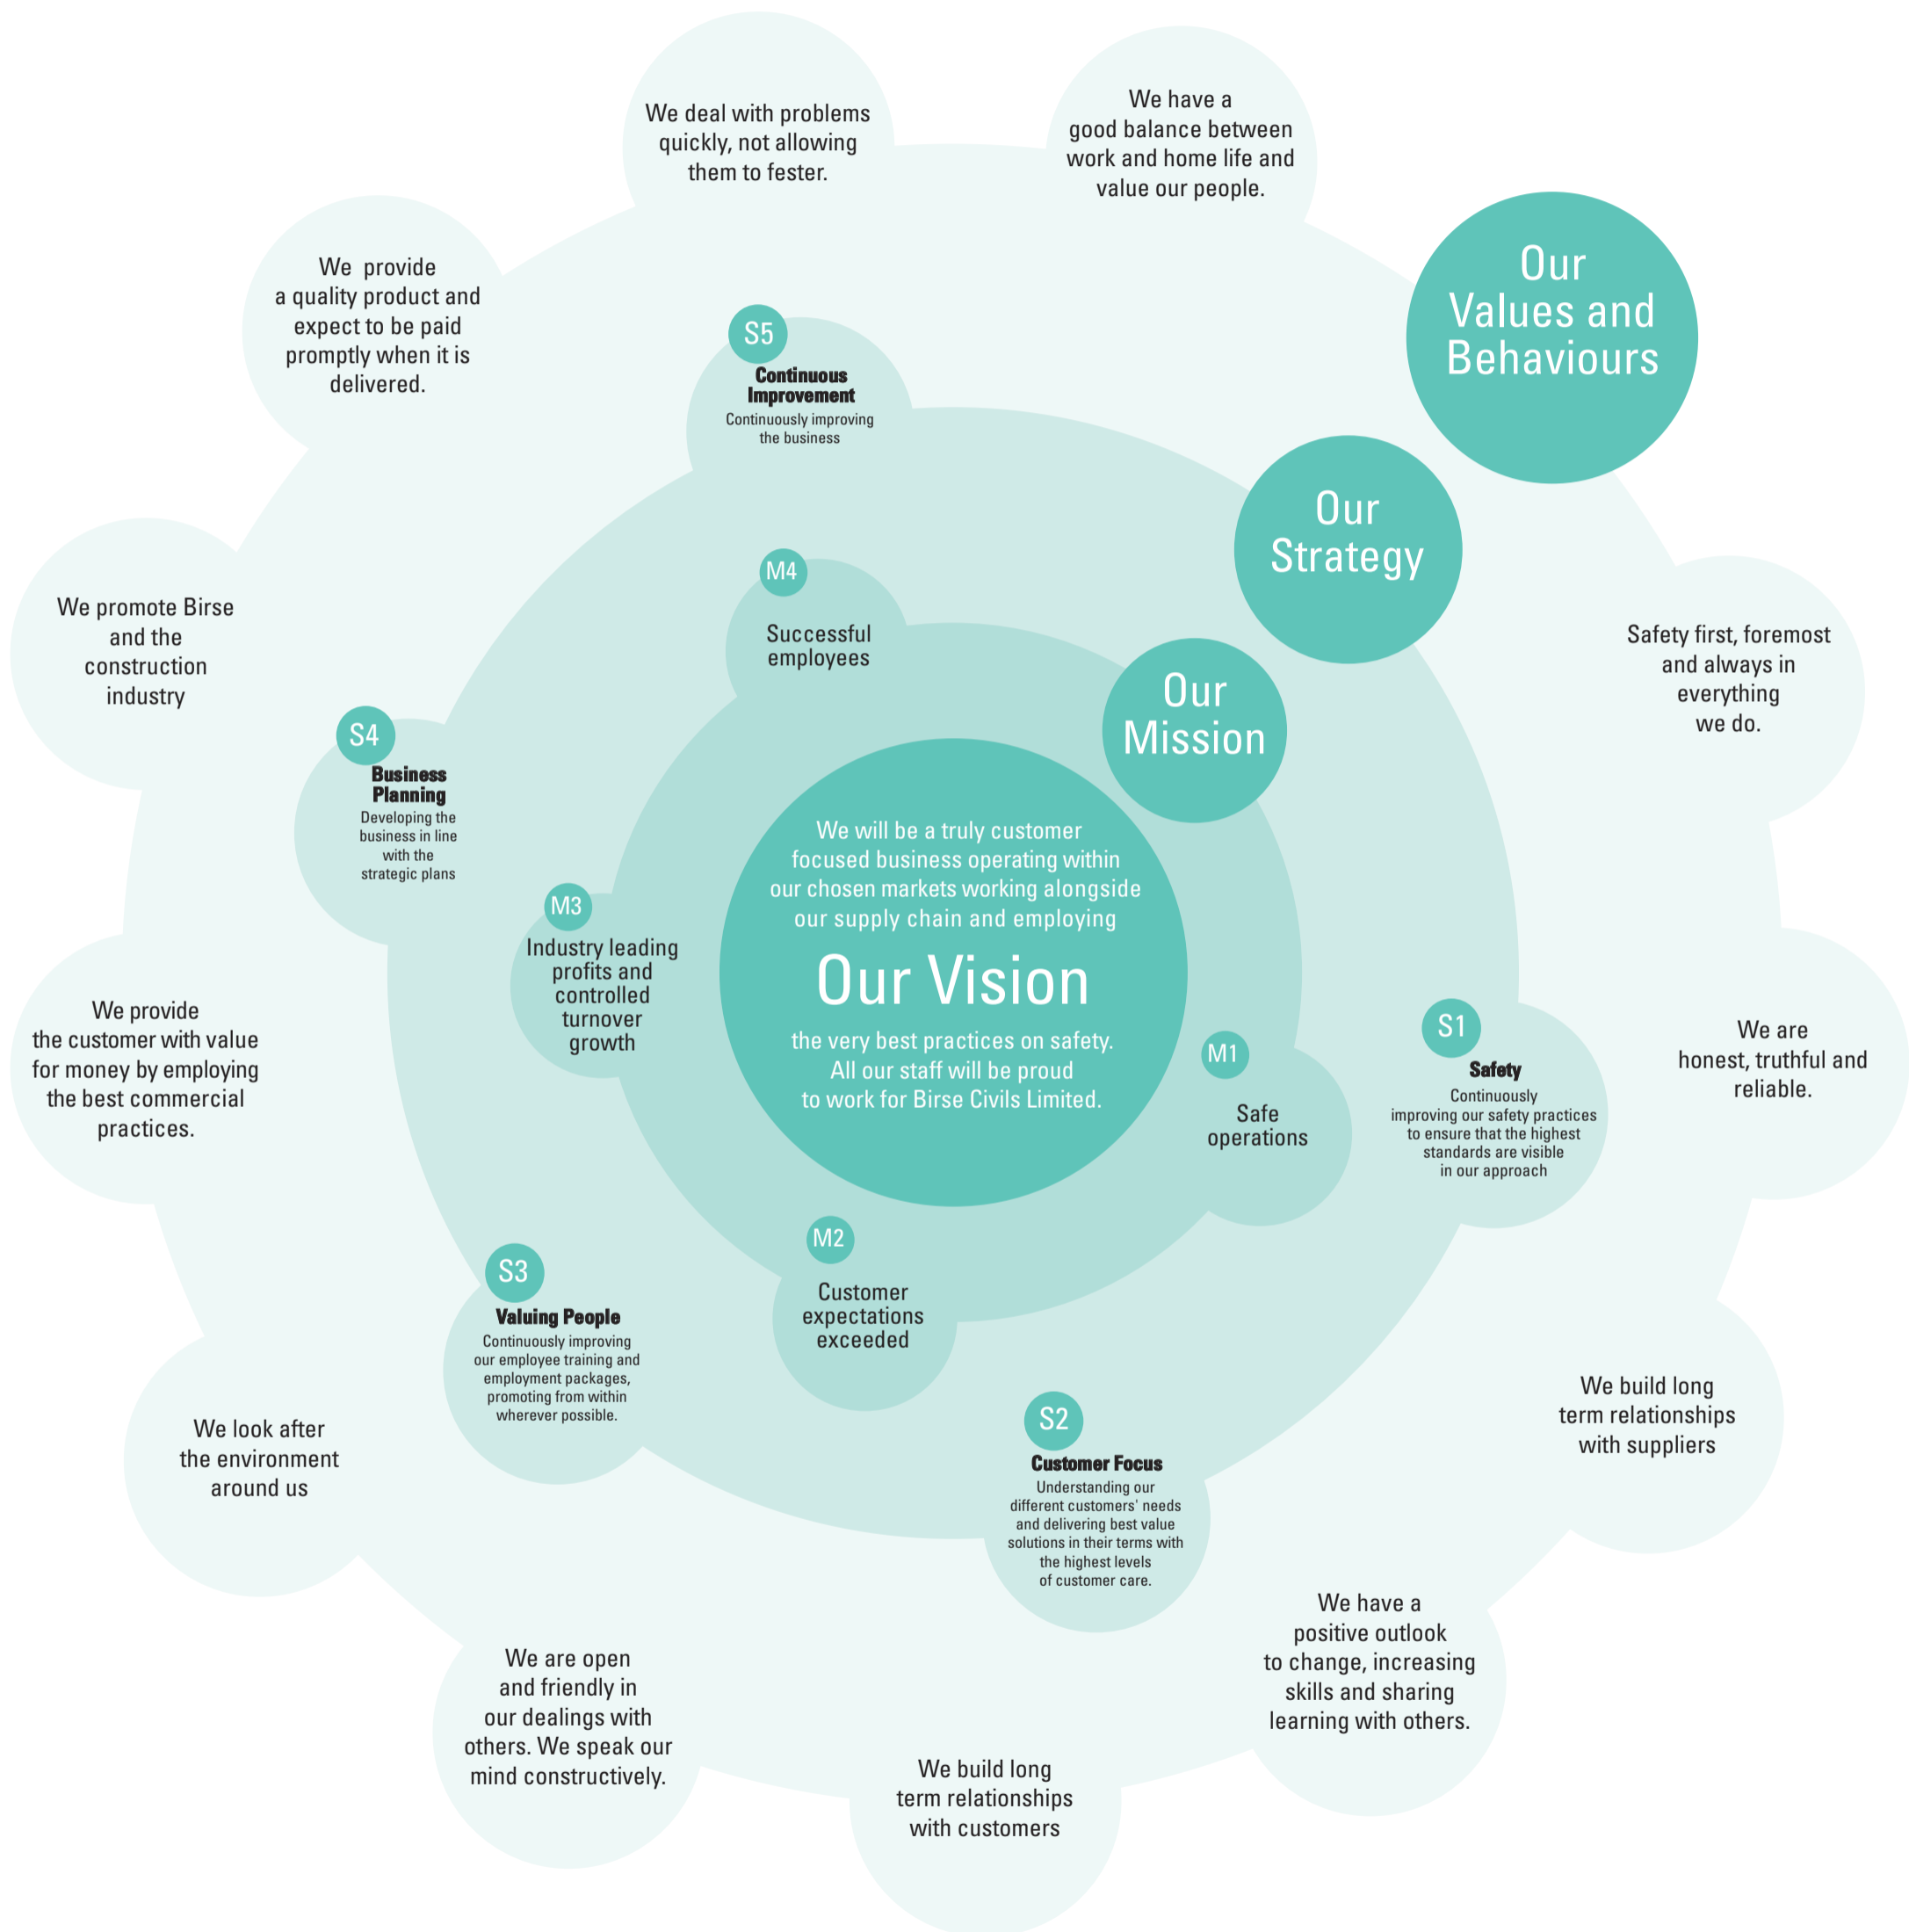 We deal with problems
quickly, not allowing
them to fester.
We have a
good balance between
work and home life and
value our people.
Our
Values and
Behaviours
We provide
a quality product and
expect to be paid
promptly when it is
delivered.
S5
Continuous
Improvement
Continuously improving
the business
Our
Strategy
M4
Successful
employees
We promote Birse
and the
construction
industry
Safety first, foremost
and always in
everything
we do.
Our
Mission
S4
Business
Planning
Developing the
business in line
with the
strategic plans
We will be a truly customer
focused business operating within
our chosen markets working alongside
our supply chain and employing
Our Vision
the very best practices on safety.
All our staff will be proud
to work for Birse Civils Limited.
M3
Industry leading
profits and
controlled
turnover
growth
We provide
the customer with value
for money by employing
the best commercial
practices.
M1
Safe
operations
S1
Safety
Continuously
improving our safety practices
to ensure that the highest
standards are visible
in our approach
We are
honest, truthful and
reliable.
M2
Customer
expectations
exceeded
S3
Valuing People
Continuously improving
our employee training and
employment packages,
promoting from within
wherever possible.
We look after
the environment
around us
S2
Customer Focus
Understanding our
different customers' needs
and delivering best value
solutions in their terms with
the highest levels
of customer care.
We build long
term relationships
with suppliers
We have a
positive outlook
to change, increasing
skills and sharing
learning with others.
We are open
and friendly in
our dealings with
others. We speak our
mind constructively.
We build long
term relationships
with customers